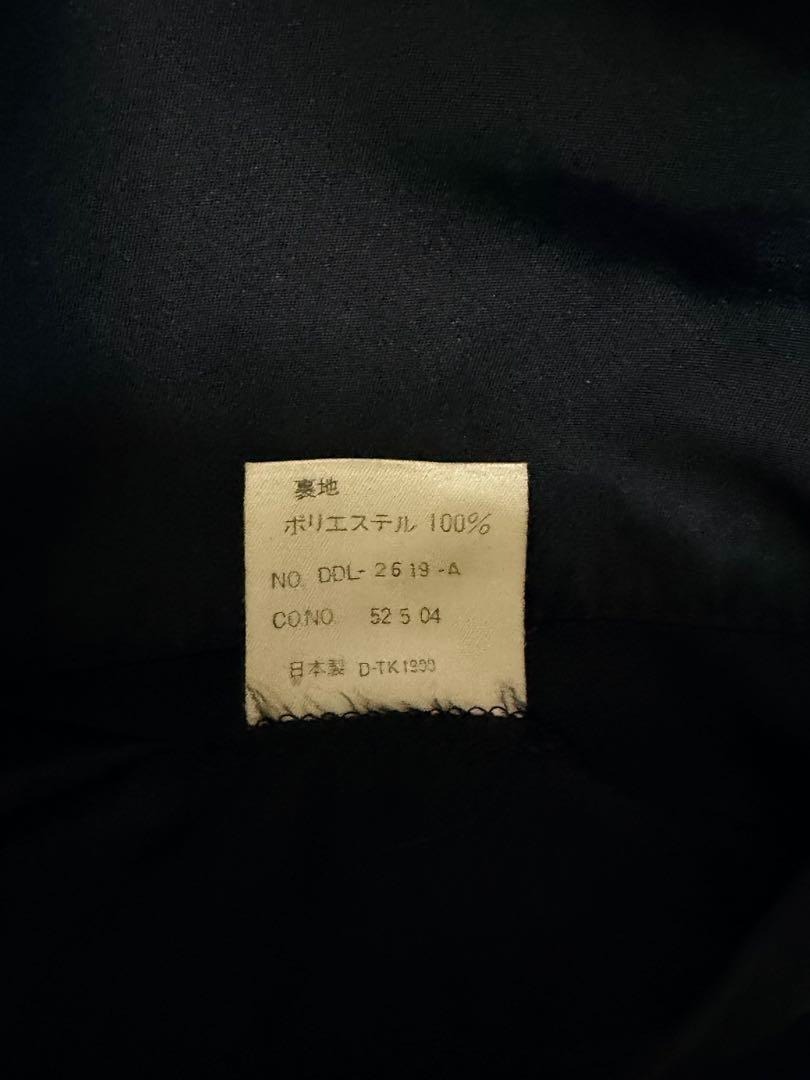 裏地
ポリエステル 100%
NO. DDL-2619-A
CO.NO. 52 5 04
日本製 D-TK1990